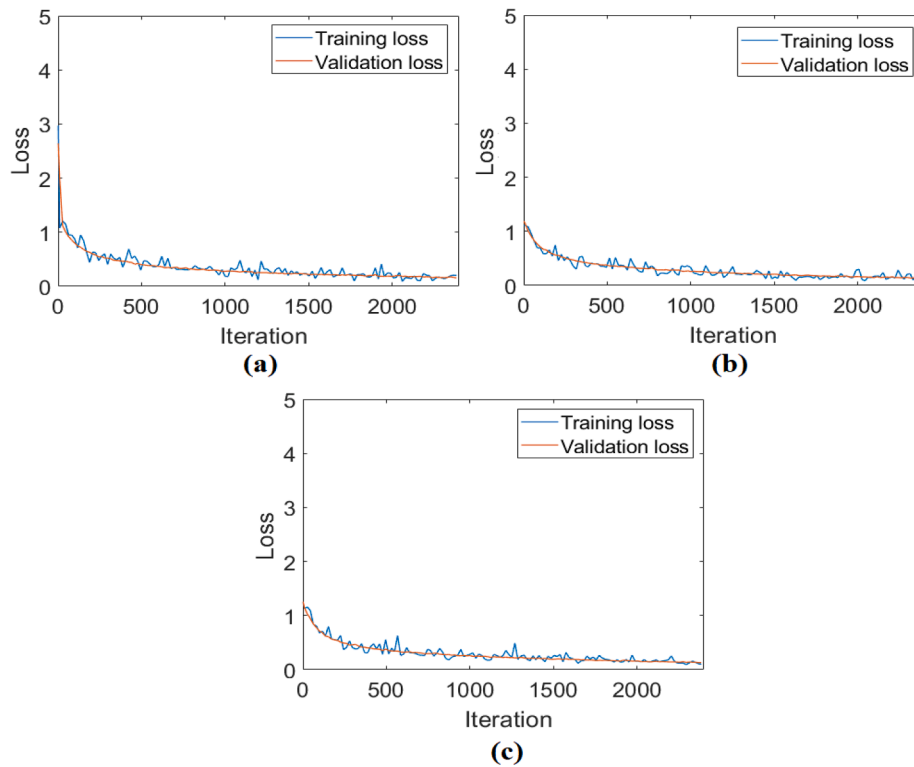 5
4
3
2
1
0
Loss
Training loss
Validation loss
0 500 1000 1500 2000
Iteration
(a)
5
4
3
2
1
0
Loss
Training loss
Validation loss
0 500 1000 1500 2000
Iteration
(b)
5
4
3
2
1
0
Loss
Training loss
Validation loss
0 500 1000 1500 2000
Iteration
(c)